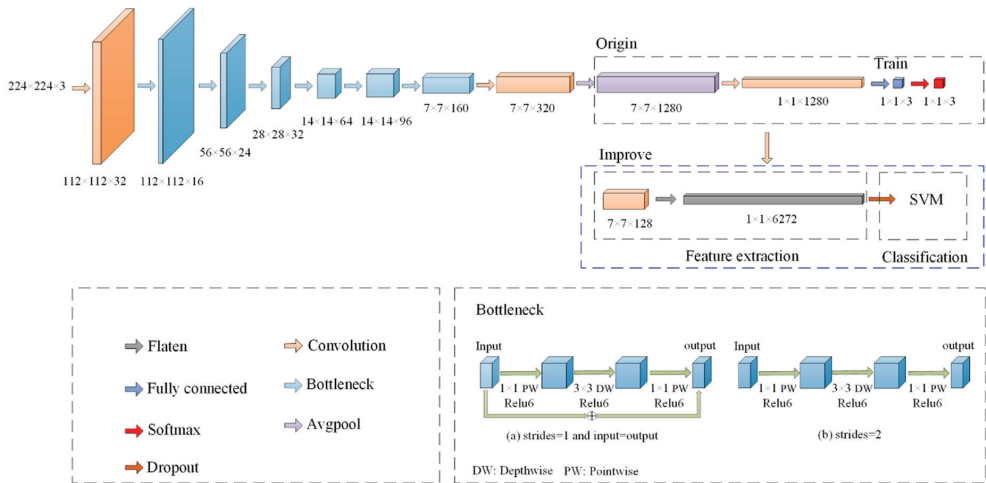 Origin
Train
224×224×3
112×112×32
112×112×16
56×56×24
28×28×32
14×14×64
14×14×96
7×7×160
7×7×320
7×7×1280
1×1×1280
1×1×3
1×1×3
Improve
7×7×128
1×1×6272
SVM
Feature extraction
Classification
Flaten
Fully connected
Softmax
Dropout
Convolution
Bottleneck
Avgpool
Bottleneck
Input
output
1×1 PW
Relu6
3×3 DW
Relu6
1×1 PW
Relu6
(a) strides=1 and input=output
Input
output
1×1 PW
Relu6
3×3 DW
Relu6
1×1 PW
Relu6
(b) strides=2
DW: Depthwise PW: Pointwise